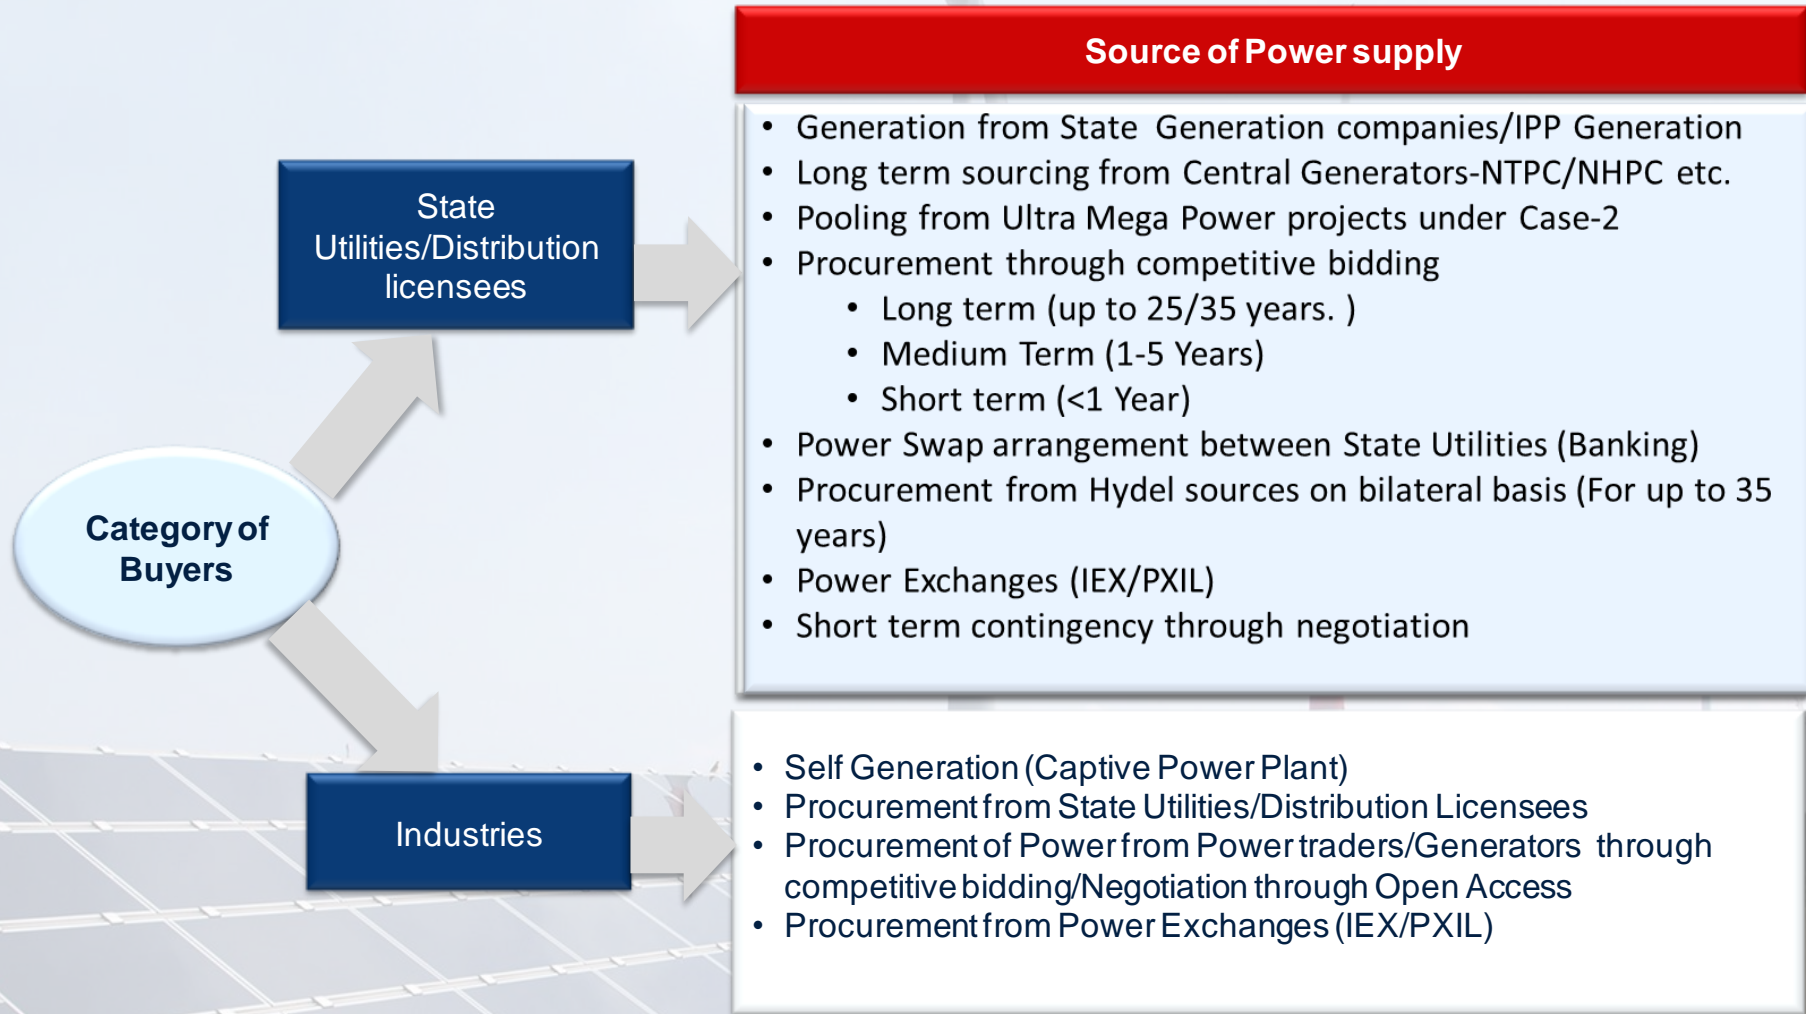 Source of Power supply
State
Utilities/Distribution
licensees
• Generation from State Generation companies/IPP Generation
• Long term sourcing from Central Generators-NTPC/NHPC etc.
• Pooling from Ultra Mega Power projects under Case-2
• Procurement through competitive bidding
• Long term (up to 25/35 years. )
• Medium Term (1-5 Years)
• Short term (<1 Year)
• Power Swap arrangement between State Utilities (Banking)
• Procurement from Hydel sources on bilateral basis (For up to 35
years)
• Power Exchanges (IEX/PXIL)
• Short term contingency through negotiation
Category of
Buyers
Industries
• Self Generation (Captive Power Plant)
• Procurement from State Utilities/Distribution Licensees
• Procurement of Power from Power traders/Generators through
competitive bidding/Negotiation through Open Access
• Procurement from Power Exchanges (IEX/PXIL)